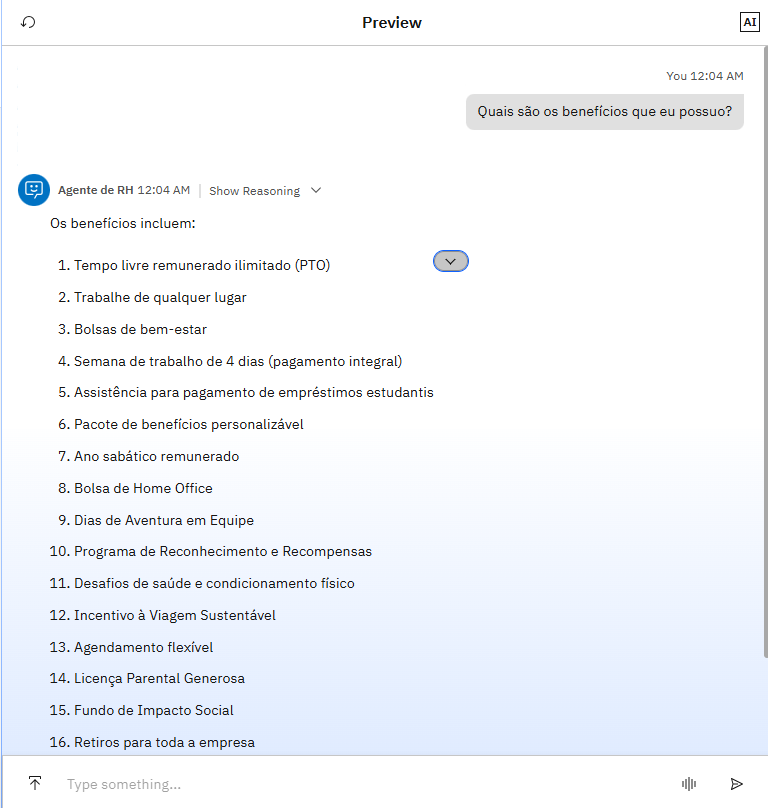 Preview
AI
You 12:04 AM
Quais são os benefícios que eu possuo?
Agente de RH 12:04 AM | Show Reasoning
Os benefícios incluem:
1. Tempo livre remunerado ilimitado (PTO)
2. Trabalhe de qualquer lugar
3. Bolsas de bem-estar
4. Semana de trabalho de 4 dias (pagamento integral)
5. Assistência para pagamento de empréstimos estudantis
6. Pacote de benefícios personalizável
7. Ano sabático remunerado
8. Bolsa de Home Office
9. Dias de Aventura em Equipe
10. Programa de Reconhecimento e Recompensas
11. Desafios de saúde e condicionamento físico
12. Incentivo à Viagem Sustentável
13. Agendamento flexível
14. Licença Parental Generosa
15. Fundo de Impacto Social
16. Retiros para toda a empresa
Type something...